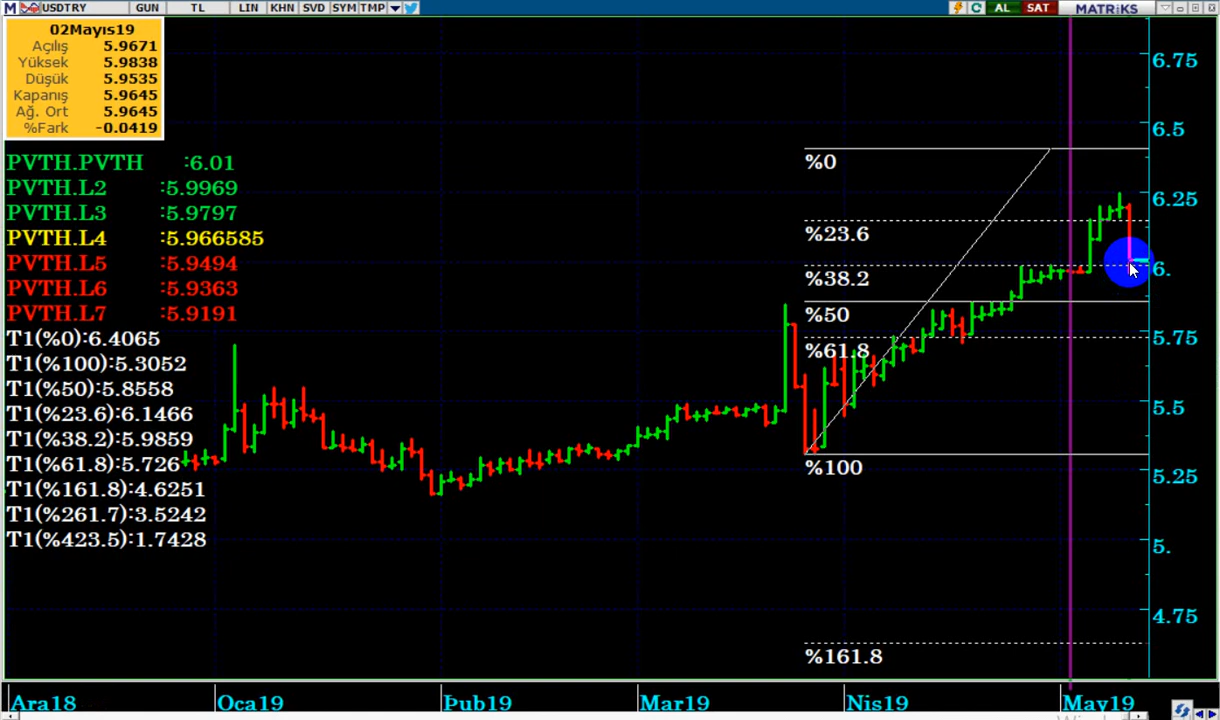 M USDTRY GUN TL LIN KHN SVD SYM TMP AL SAT MATRiKS
02Mayıs19
Açılış 5.9671
Yüksek 5.9838
Düşük 5.9535
Kapanış 5.9645
Ağ. Ort 5.9645
%Fark -0.0419
PVTH.PVTH :6.01
PVTH.L2 :5.9969
PVTH.L3 :5.9797
PVTH.L4 :5.966585
PVTH.L5 :5.9494
PVTH.L6 :5.9363
PVTH.L7 :5.9191
T1(%0):6.4065
T1(%100):5.3052
T1(%50):5.8558
T1(%23.6):6.1466
T1(%38.2):5.9859
T1(%61.8):5.726
T1(%161.8):4.6251
T1(%261.7):3.5242
T1(%423.5):1.7428
%0
%23.6
%38.2
%50
%61.8
%100
%161.8
6.75
6.5
6.25
6.
5.75
5.5
5.25
5.
4.75
Ara18 Oca19 Þub19 Mar19 Nis19 May19